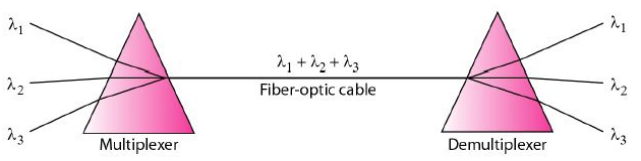 λ1
λ2
λ3
Multiplexer
λ1 + λ2 + λ3
Fiber-optic cable
Demultiplexer
λ1
λ2
λ3